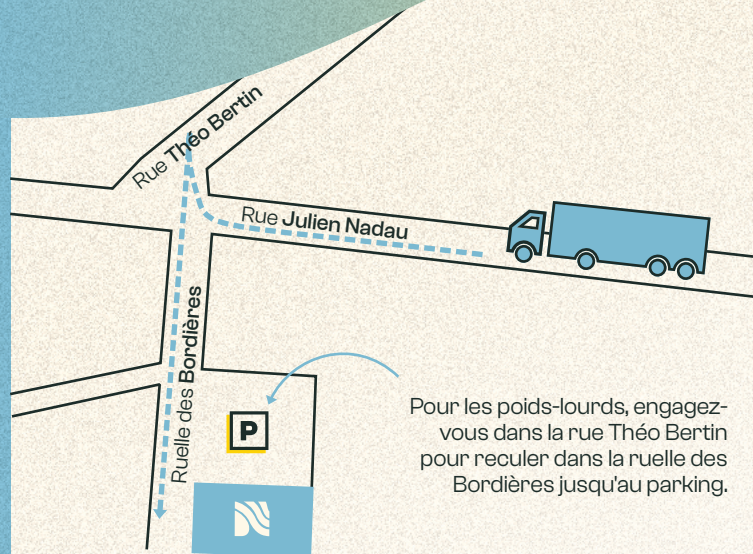 Rue Théo Bertin
Rue Julien Nadau
Ruelle des Bordières
P
Pour les poids-lourds, engagez-
vous dans la rue Théo Bertin
pour reculer dans la ruelle des
Bordières jusqu'au parking.